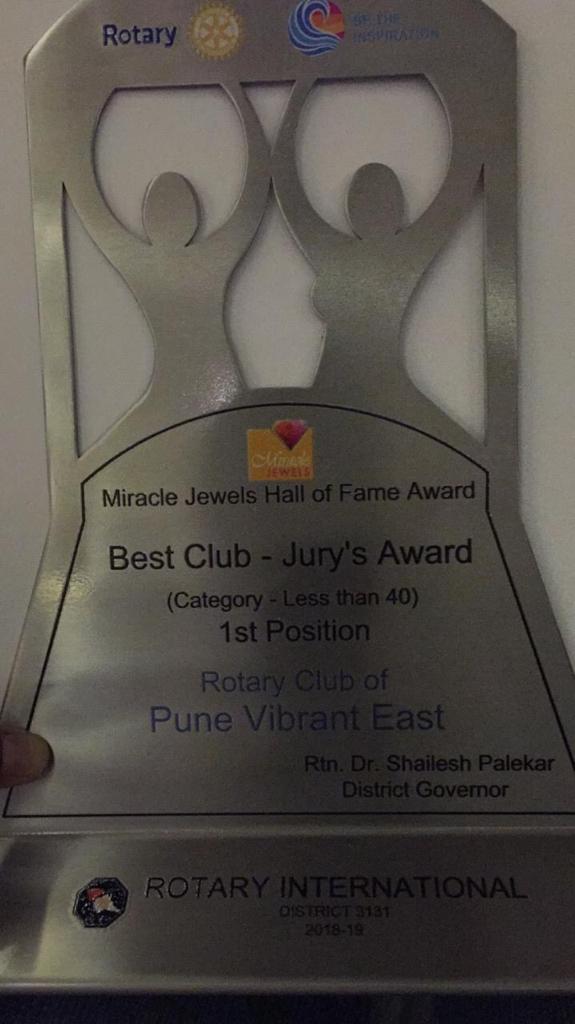 Rotary
BE THE
INSPIRATION
Miracle
JEWELS
Miracle Jewels Hall of Fame Award
Best Club - Jury's Award
(Category - Less than 40)
1st Position
Rotary Club of
Pune Vibrant East
Rtn. Dr. Shailesh Palekar
District Governor
ROTARY INTERNATIONAL
DISTRICT 3131
2018-19